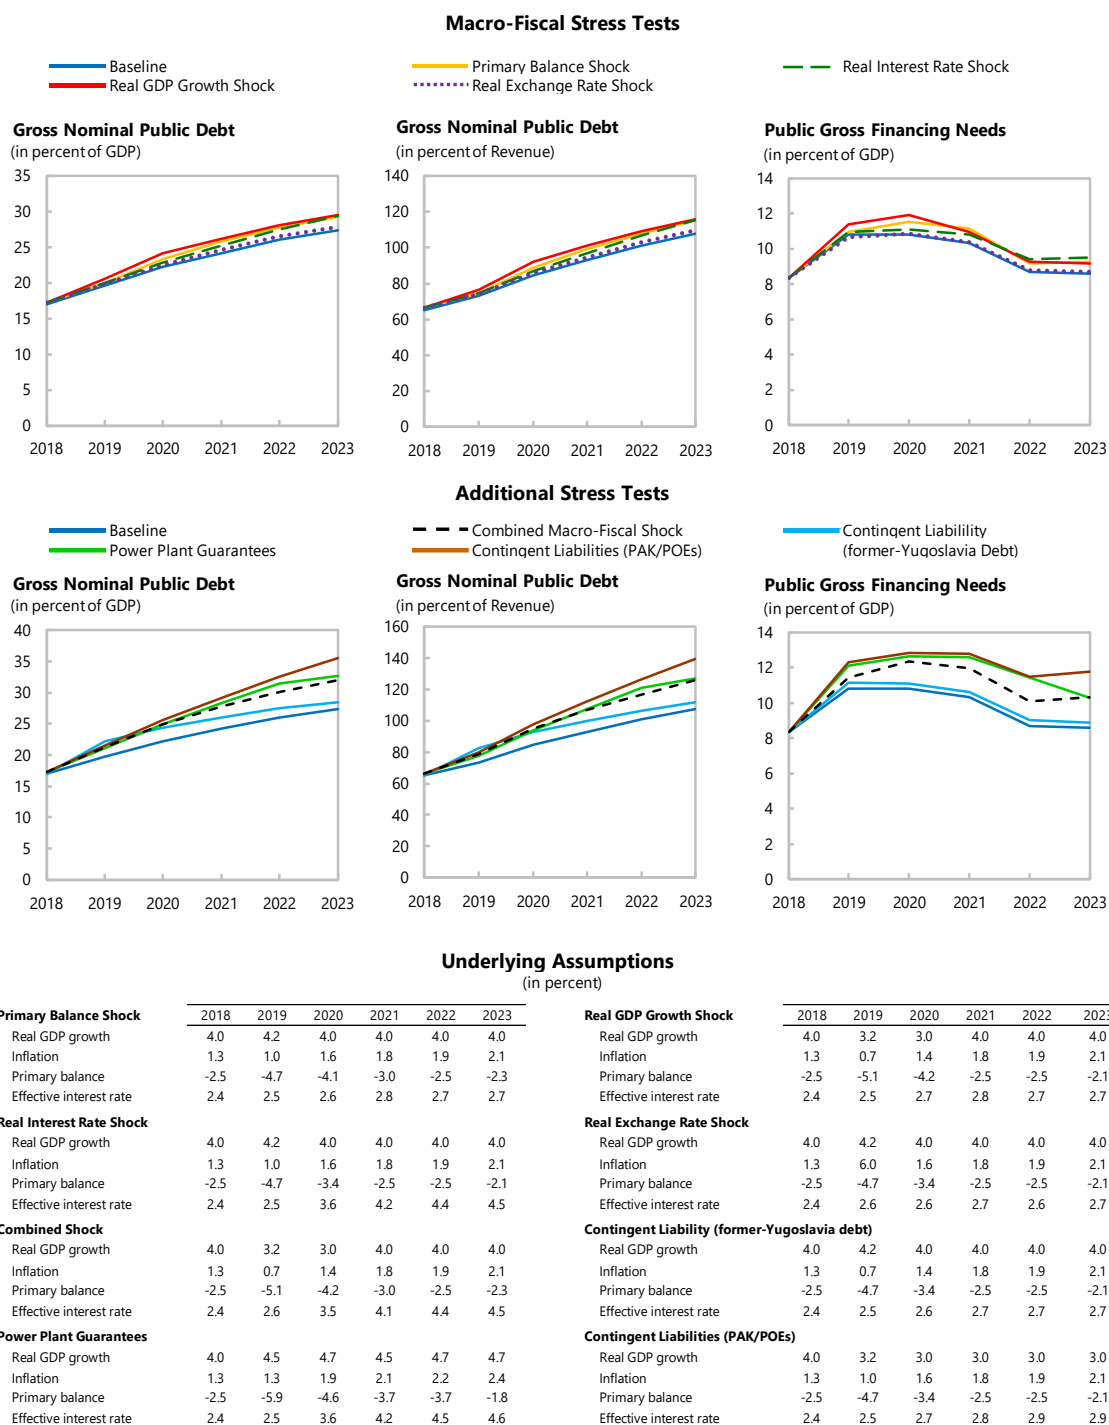 Macro-Fiscal Stress Tests
Baseline
Primary Balance Shock
Real Interest Rate Shock
Real GDP Growth Shock
Real Exchange Rate Shock
Gross Nominal Public Debt
(in percent of GDP)
35
30
25
20
15
10
5
0
2018 2019 2020 2021 2022 2023
Gross Nominal Public Debt
(in percent of Revenue)
140
120
100
80
60
40
20
0
2018 2019 2020 2021 2022 2023
Public Gross Financing Needs
(in percent of GDP)
14
12
10
8
6
4
2
0
2018 2019 2020 2021 2022 2023
Additional Stress Tests
Baseline
Combined Macro-Fiscal Shock
Contingent Liabilility
(former-Yugoslavia Debt)
Power Plant Guarantees
Contingent Liabilities (PAK/POEs)
Gross Nominal Public Debt
(in percent of GDP)
40
35
30
25
20
15
10
5
0
2018 2019 2020 2021 2022 2023
Gross Nominal Public Debt
(in percent of Revenue)
160
140
120
100
80
60
40
20
0
2018 2019 2020 2021 2022 2023
Public Gross Financing Needs
(in percent of GDP)
14
12
10
8
6
4
2
0
2018 2019 2020 2021 2022 2023
Underlying Assumptions
(in percent)
Primary Balance Shock 2018 2019 2020 2021 2022 2023
Real GDP growth 4.0 4.2 4.0 4.0 4.0 4.0
Inflation 1.3 1.0 1.6 1.8 1.9 2.1
Primary balance -2.5 -4.7 -4.1 -3.0 -2.5 -2.3
Effective interest rate 2.4 2.5 2.6 2.8 2.7 2.7
Real Interest Rate Shock
Real GDP growth 4.0 4.2 4.0 4.0 4.0 4.0
Inflation 1.3 1.0 1.6 1.8 1.9 2.1
Primary balance -2.5 -4.7 -3.4 -2.5 -2.5 -2.1
Effective interest rate 2.4 2.5 3.6 4.2 4.4 4.5
Combined Shock
Real GDP growth 4.0 3.2 3.0 4.0 4.0 4.0
Inflation 1.3 0.7 1.4 1.8 1.9 2.1
Primary balance -2.5 -5.1 -4.2 -3.0 -2.5 -2.3
Effective interest rate 2.4 2.6 3.5 4.1 4.4 4.5
Power Plant Guarantees
Real GDP growth 4.0 4.5 4.7 4.5 4.7 4.7
Inflation 1.3 1.3 1.9 2.1 2.2 2.4
Primary balance -2.5 -5.9 -4.6 -3.7 -3.7 -1.8
Effective interest rate 2.4 2.5 3.6 4.2 4.5 4.6
Real GDP Growth Shock 2018 2019 2020 2021 2022 2023
Real GDP growth 4.0 3.2 3.0 4.0 4.0 4.0
Inflation 1.3 0.7 1.4 1.8 1.9 2.1
Primary balance -2.5 -5.1 -4.2 -2.5 -2.5 -2.1
Effective interest rate 2.4 2.5 2.7 2.8 2.7 2.7
Real Exchange Rate Shock
Real GDP growth 4.0 4.2 4.0 4.0 4.0 4.0
Inflation 1.3 6.0 1.6 1.8 1.9 2.1
Primary balance -2.5 -4.7 -3.4 -2.5 -2.5 -2.1
Effective interest rate 2.4 2.6 2.6 2.7 2.6 2.7
Contingent Liability (former-Yugoslavia debt)
Real GDP growth 4.0 4.2 4.0 4.0 4.0 4.0
Inflation 1.3 0.7 1.4 1.8 1.9 2.1
Primary balance -2.5 -4.7 -3.4 -2.5 -2.5 -2.1
Effective interest rate 2.4 2.5 2.6 2.7 2.7 2.7
Contingent Liabilities (PAK/POEs)
Real GDP growth 4.0 3.2 3.0 3.0 3.0 3.0
Inflation 1.3 1.0 1.6 1.8 1.9 2.1
Primary balance -2.5 -4.7 -3.4 -2.5 -2.5 -2.1
Effective interest rate 2.4 2.5 2.7 2.8 2.9 2.9